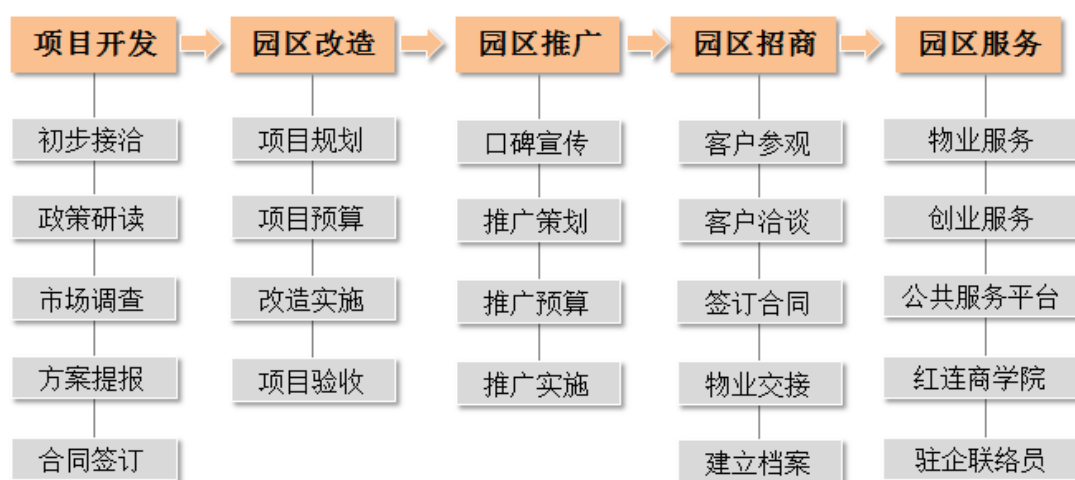 项目开发
园区改造
园区推广
园区招商
园区服务
初步接洽
政策研读
市场调查
方案提报
合同签订
项目规划
项目预算
改造实施
项目验收
口碑宣传
推广策划
推广预算
推广实施
客户参观
客户洽谈
签订合同
物业交接
建立档案
物业服务
创业服务
公共服务平台
红连商学院
驻企联络员